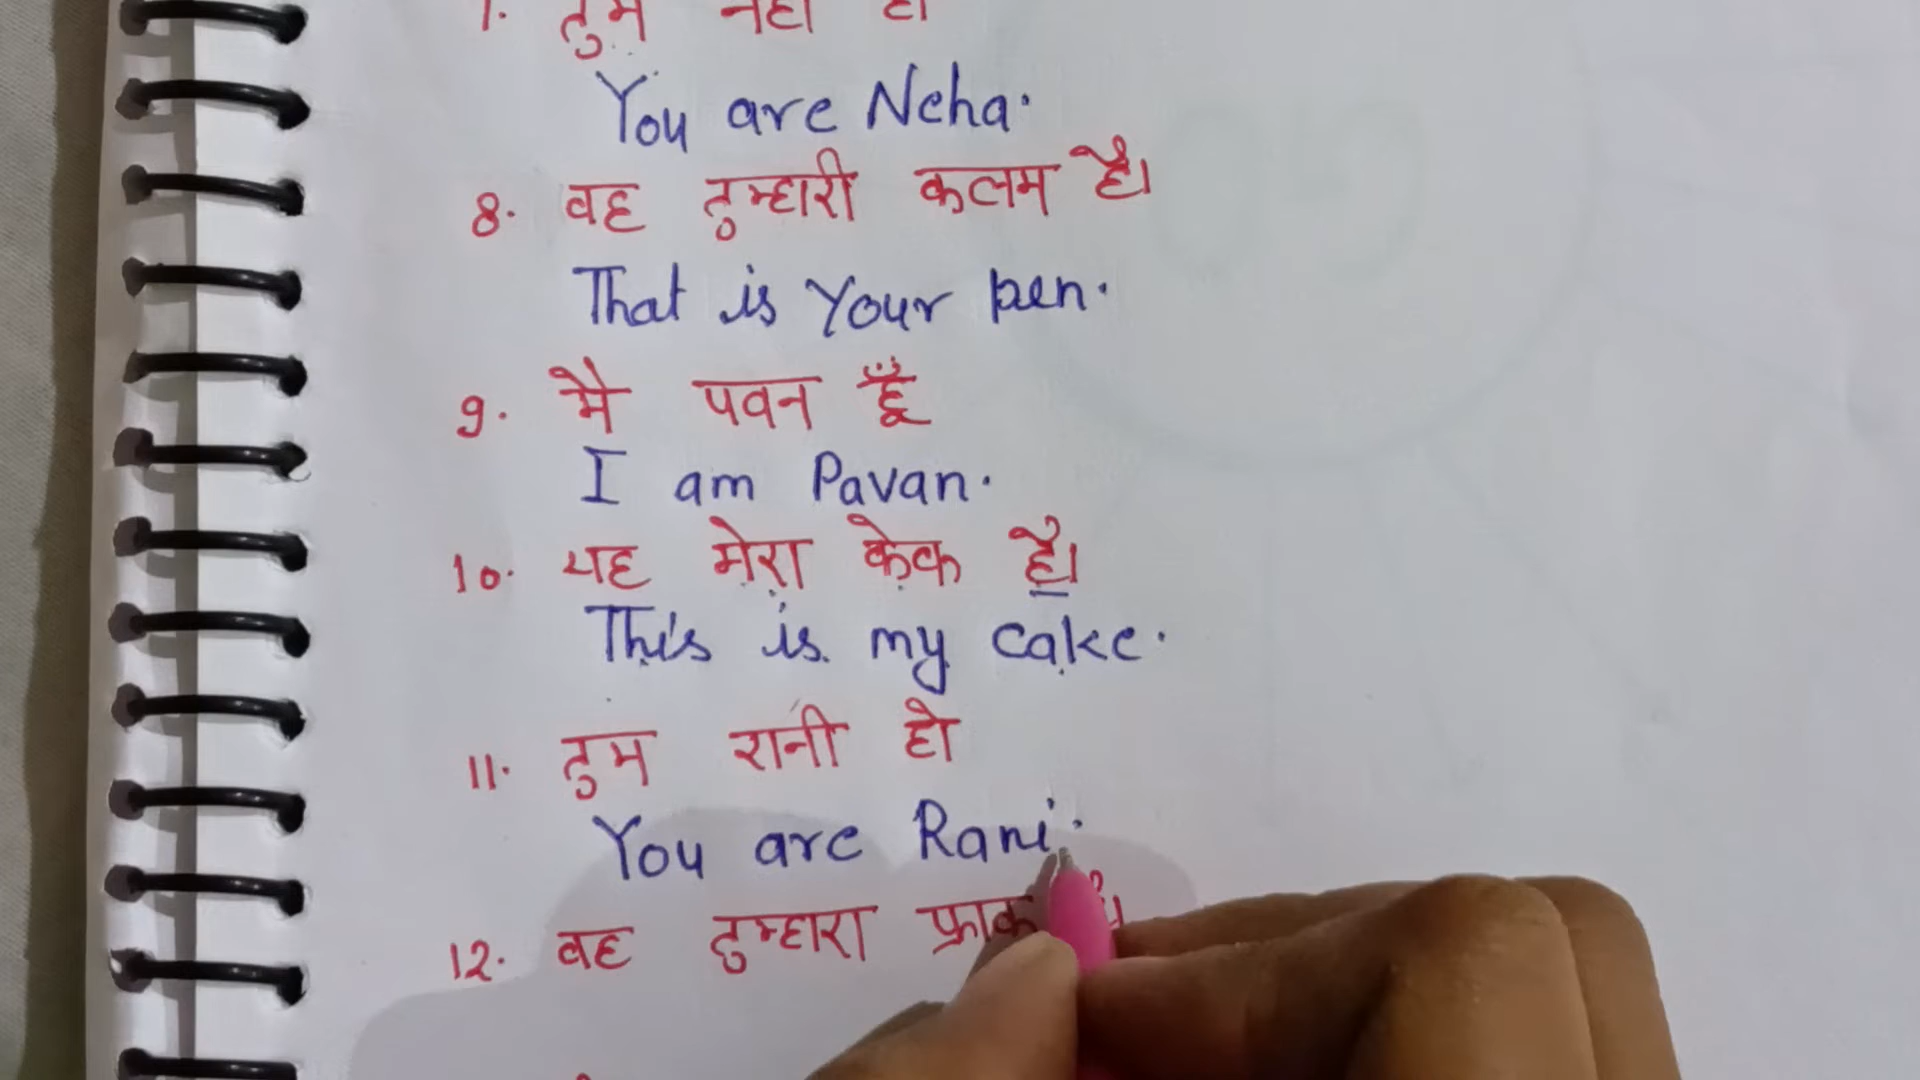 7. तुम नेहा हो
You are Neha.
8. वह तुम्हारी कलम है।
That is Your pen.
9. मै पवन हूँ
I am Pavan.
10. यह मेरा केक है।
This is my cake.
11. तुम रानी हो
You are Rani.
12. वह तुम्हारा फ्राक